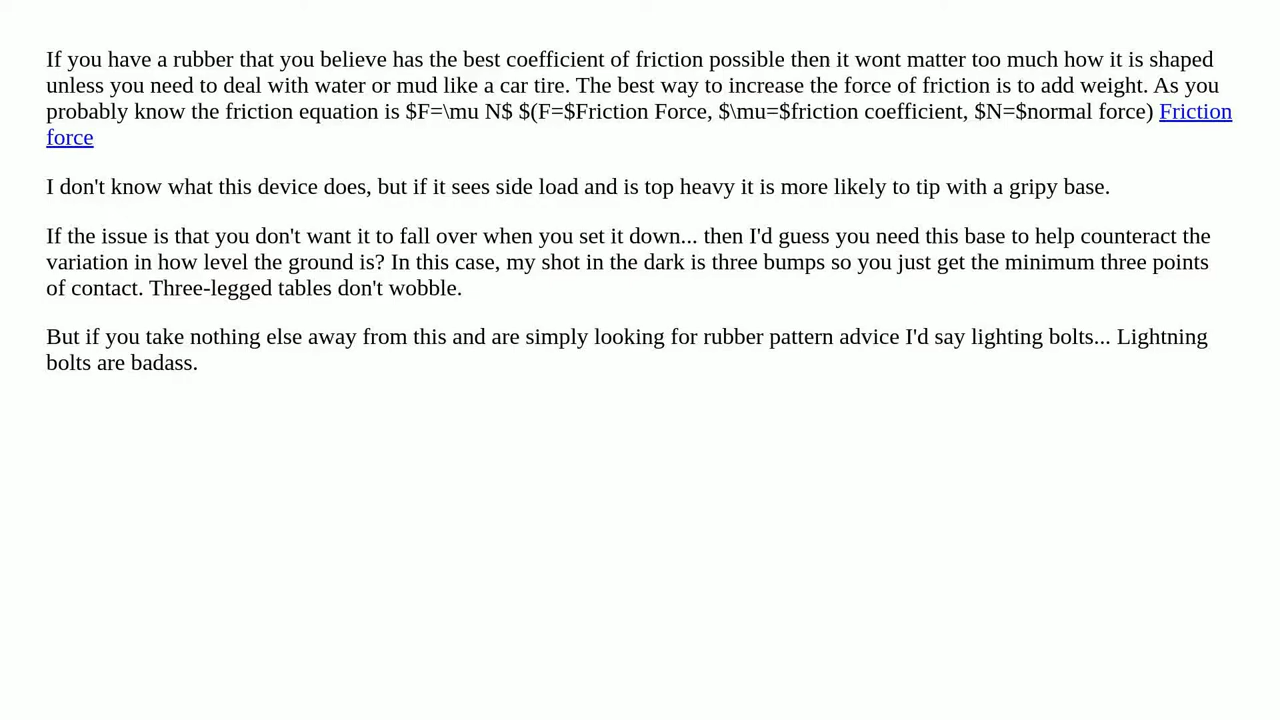 If you have a rubber that you believe has the best coefficient of friction possible then it wont matter too much how it is shaped
unless you need to deal with water or mud like a car tire. The best way to increase the force of friction is to add weight. As you
probably know the friction equation is $F=\mu N$ $(F=$Friction Force, $\mu=$friction coefficient, $N=$normal force) Friction
force
I don't know what this device does, but if it sees side load and is top heavy it is more likely to tip with a gripy base.
If the issue is that you don't want it to fall over when you set it down... then I'd guess you need this base to help counteract the
variation in how level the ground is? In this case, my shot in the dark is three bumps so you just get the minimum three points
of contact. Three-legged tables don't wobble.
But if you take nothing else away from this and are simply looking for rubber pattern advice I'd say lighting bolts... Lightning
bolts are badass.